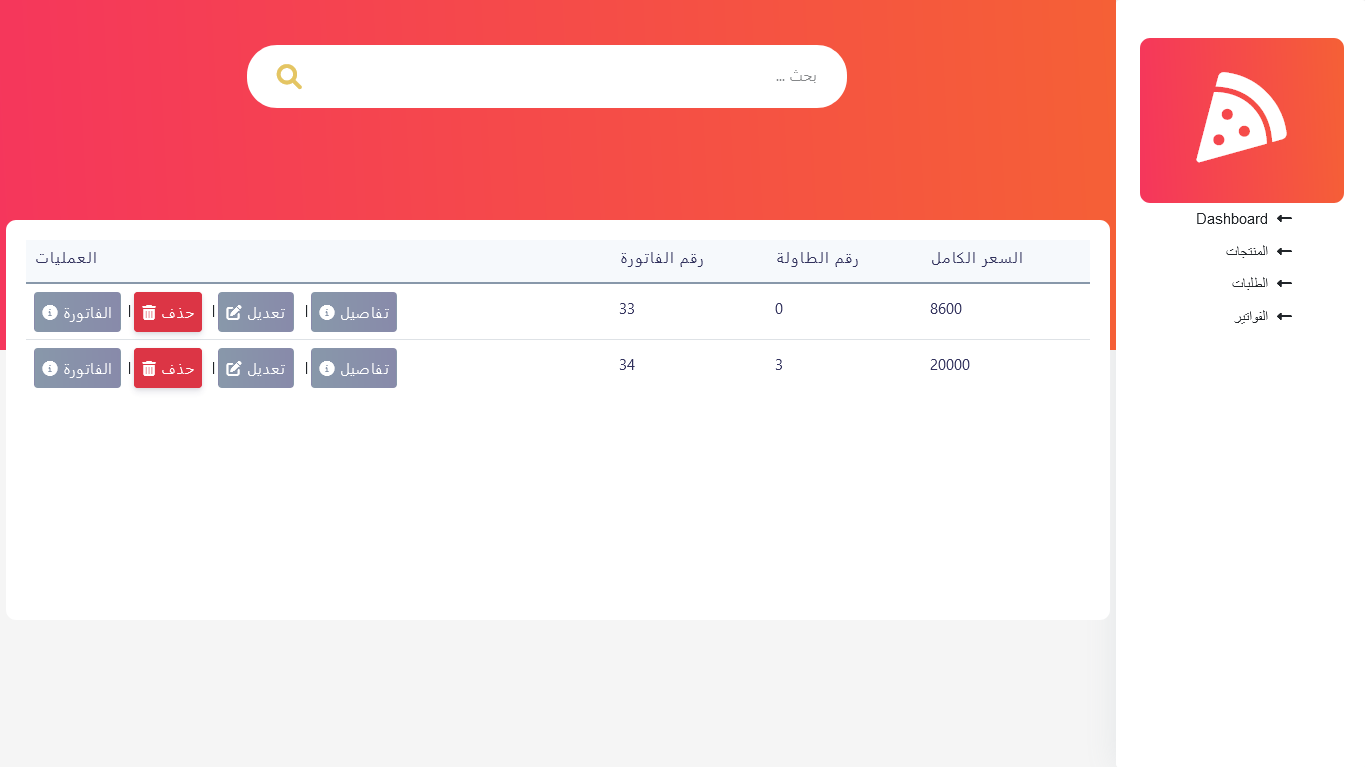 بحث ...
Dashboard
المنتجات
الطلبات
الفواتير
السعر الكامل رقم الطاولة رقم الفاتورة العمليات
8600 0 33 تفاصيل | تعديل | حذف | الفاتورة
20000 3 34 تفاصيل | تعديل | حذف | الفاتورة